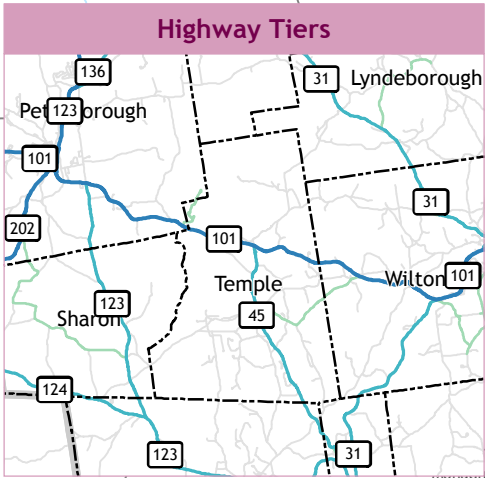 Highway Tiers
136
31
Lyndeborough
Peterborough
123
101
31
202
101
Temple
Wilton
101
123
Sharon
45
124
123
31